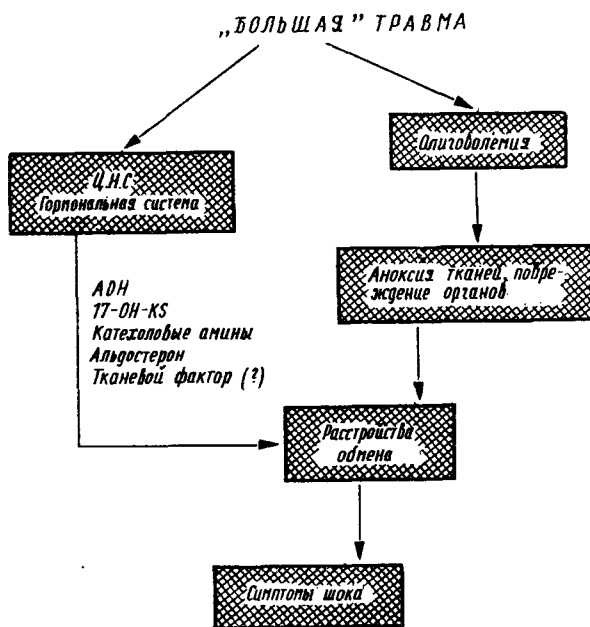 „БОЛЬШАЯ" ТРАВМА
Ц.Н.С.
Гормональная система
Олиговолемия
Аноксия тканей, повре-
ждение органов
ADH
17-OH-KS
Катехоловые амины
Альдостерон
Тканевой фактор (?)
Расстройства
обмена
Симптомы шока